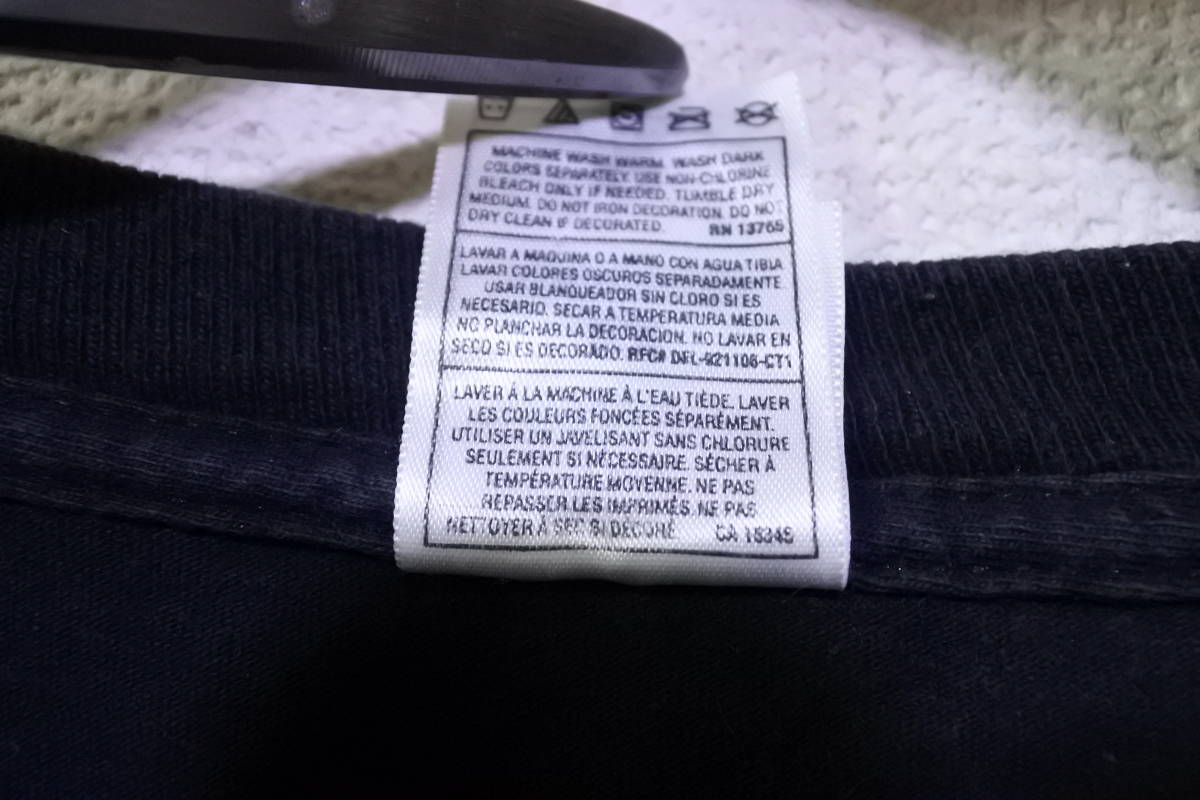 MACHINE WASH WARM. WASH DARK
COLORS SEPARATELY. USE NON-CHLORINE
BLEACH ONLY IF NEEDED. TUMBLE DRY
MEDIUM. DO NOT IRON DECORATION. DO NOT
DRY CLEAN IF DECORATED. RN 13765
LAVAR A MAQUINA O A MANO CON AGUA TIBIA
LAVAR COLORES OSCUROS SEPARADAMENTE
USAR BLANQUEADOR SIN CLORO SI ES
NECESARIO. SECAR A TEMPERATURA MEDIA
NO PLANCHAR LA DECORACION. NO LAVAR EN
SECO SI ES DECORADO. RFC# DEL-921106-CT1
LAVER À LA MACHINE À L'EAU TIÈDE. LAVER
LES COULEURS FONCÉES SÉPARÉMENT.
UTILISER UN JAVELISANT SANS CHLORURE
SEULEMENT SI NÉCESSAIRE. SÉCHER À
TEMPÉRATURE MOYENNE. NE PAS
REPASSER LES IMPRIMÉS. NE PAS
NETTOYER À SEC SI DÉCORÉ CA